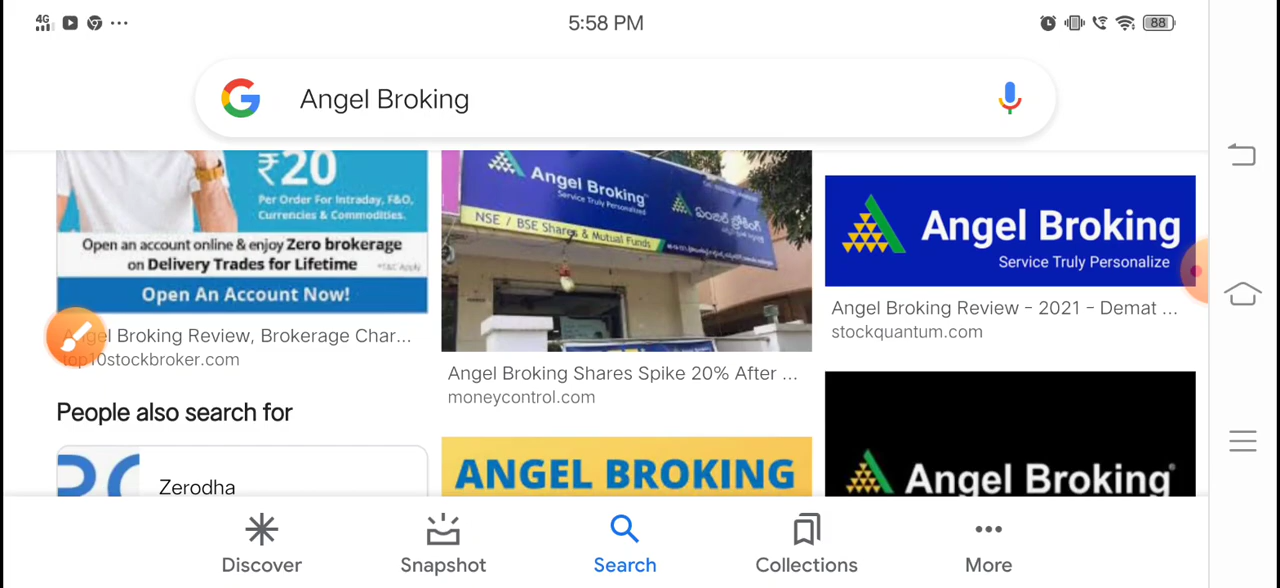 4G
5:58 PM
88
Angel Broking
₹20
Per Order For Intraday, F&O,
Currencies & Commodities.
Open an account online & enjoy Zero brokerage
on Delivery Trades for Lifetime
*T&C Apply
Open An Account Now!
Angel Broking Review, Brokerage Char...
top10stockbroker.com
People also search for
Zerodha
Angel Broking
Service Truly Personalized
ఏంజిల్ బ్రోకింగ్
NSE / BSE Shares & Mutual Funds
Angel Broking Shares Spike 20% After ...
moneycontrol.com
ANGEL BROKING
Angel Broking
Service Truly Personalize
Angel Broking Review - 2021 - Demat ...
stockquantum.com
Angel Broking
Discover
Snapshot
Search
Collections
More